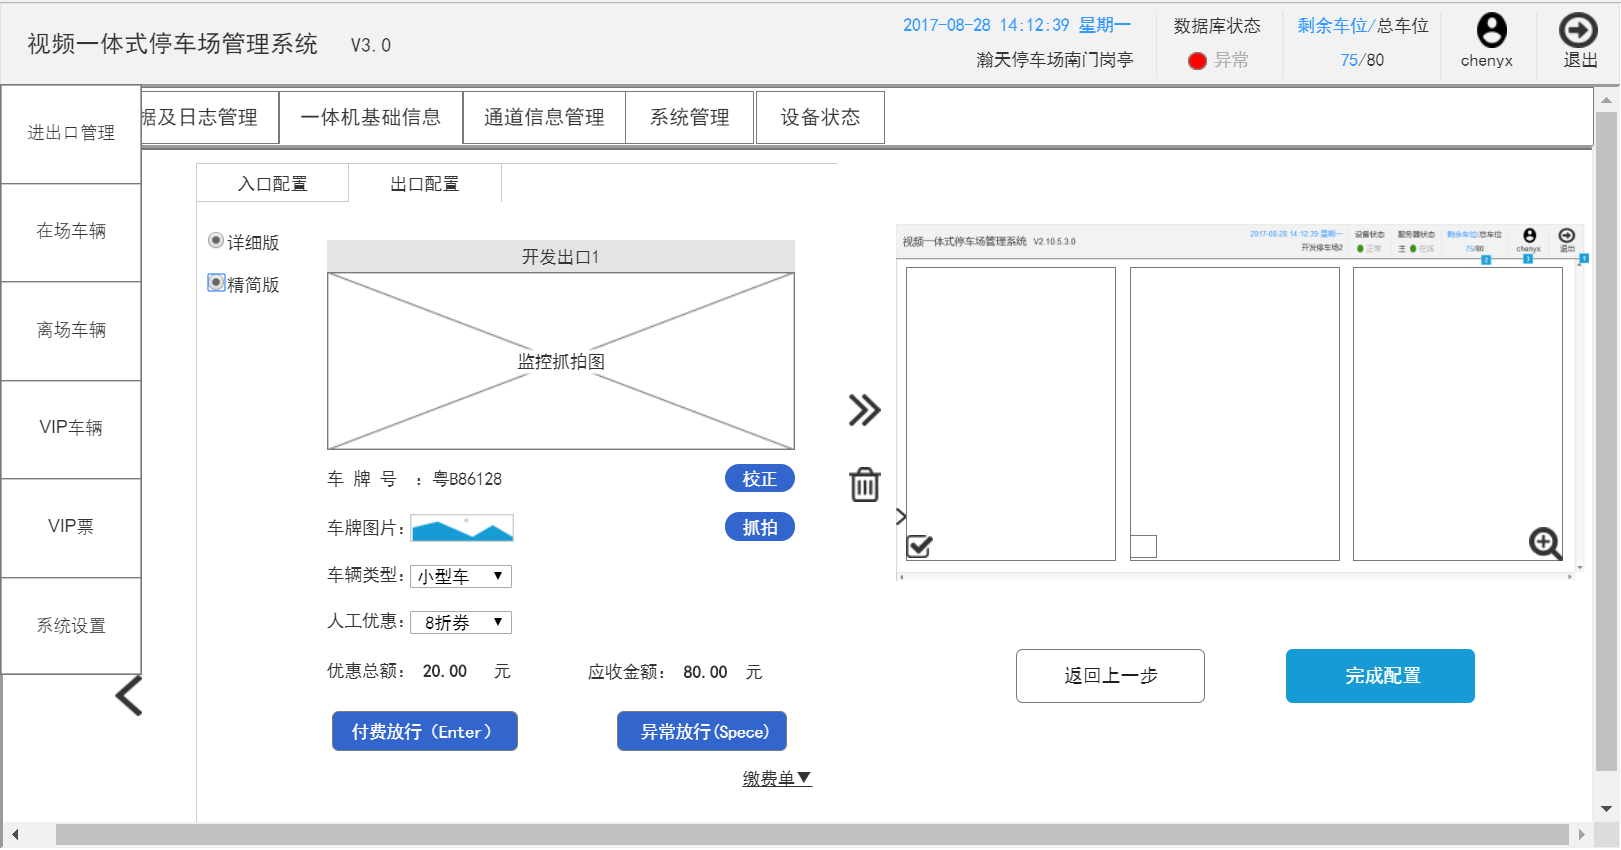 视频一体式停车场管理系统 V3.0
2017-08-28 14:12:39 星期一
瀚天停车场南门岗亭
数据库状态
异常
剩余车位/总车位
75/80
chenyx
退出
据及日志管理
一体机基础信息
通道信息管理
系统管理
设备状态
进出口管理
在场车辆
离场车辆
VIP车辆
VIP票
系统设置
入口配置
出口配置
详细版
精简版
开发出口1
监控抓拍图
车 牌 号 ：粤B86128
校正
车牌图片：
抓拍
车辆类型：小型车
人工优惠： 8折券
优惠总额： 20.00 元
应收金额： 80.00 元
付费放行（Enter）
异常放行(Spece)
缴费单▼
视频一体式停车场管理系统 V2.10.5.3.0
2017-08-28 14:12:39 星期一
开发停车场2
设备状态
正常
服务器状态
主 在线
剩余车位/总车位
75/80
chenyx
退出
2
3
1
返回上一步
完成配置